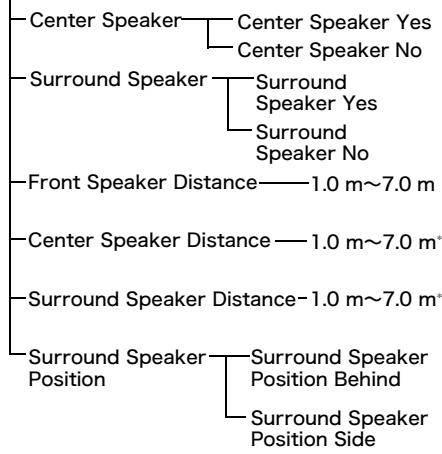 Center Speaker Center Speaker Yes
Center Speaker No
Surround Speaker Surround
Speaker Yes
Surround
Speaker No
Front Speaker Distance 1.0 m～7.0 m
Center Speaker Distance 1.0 m～7.0 m*
Surround Speaker Distance 1.0 m～7.0 m*
Surround Speaker Surround Speaker
Position Position Behind
Surround Speaker
Position Side